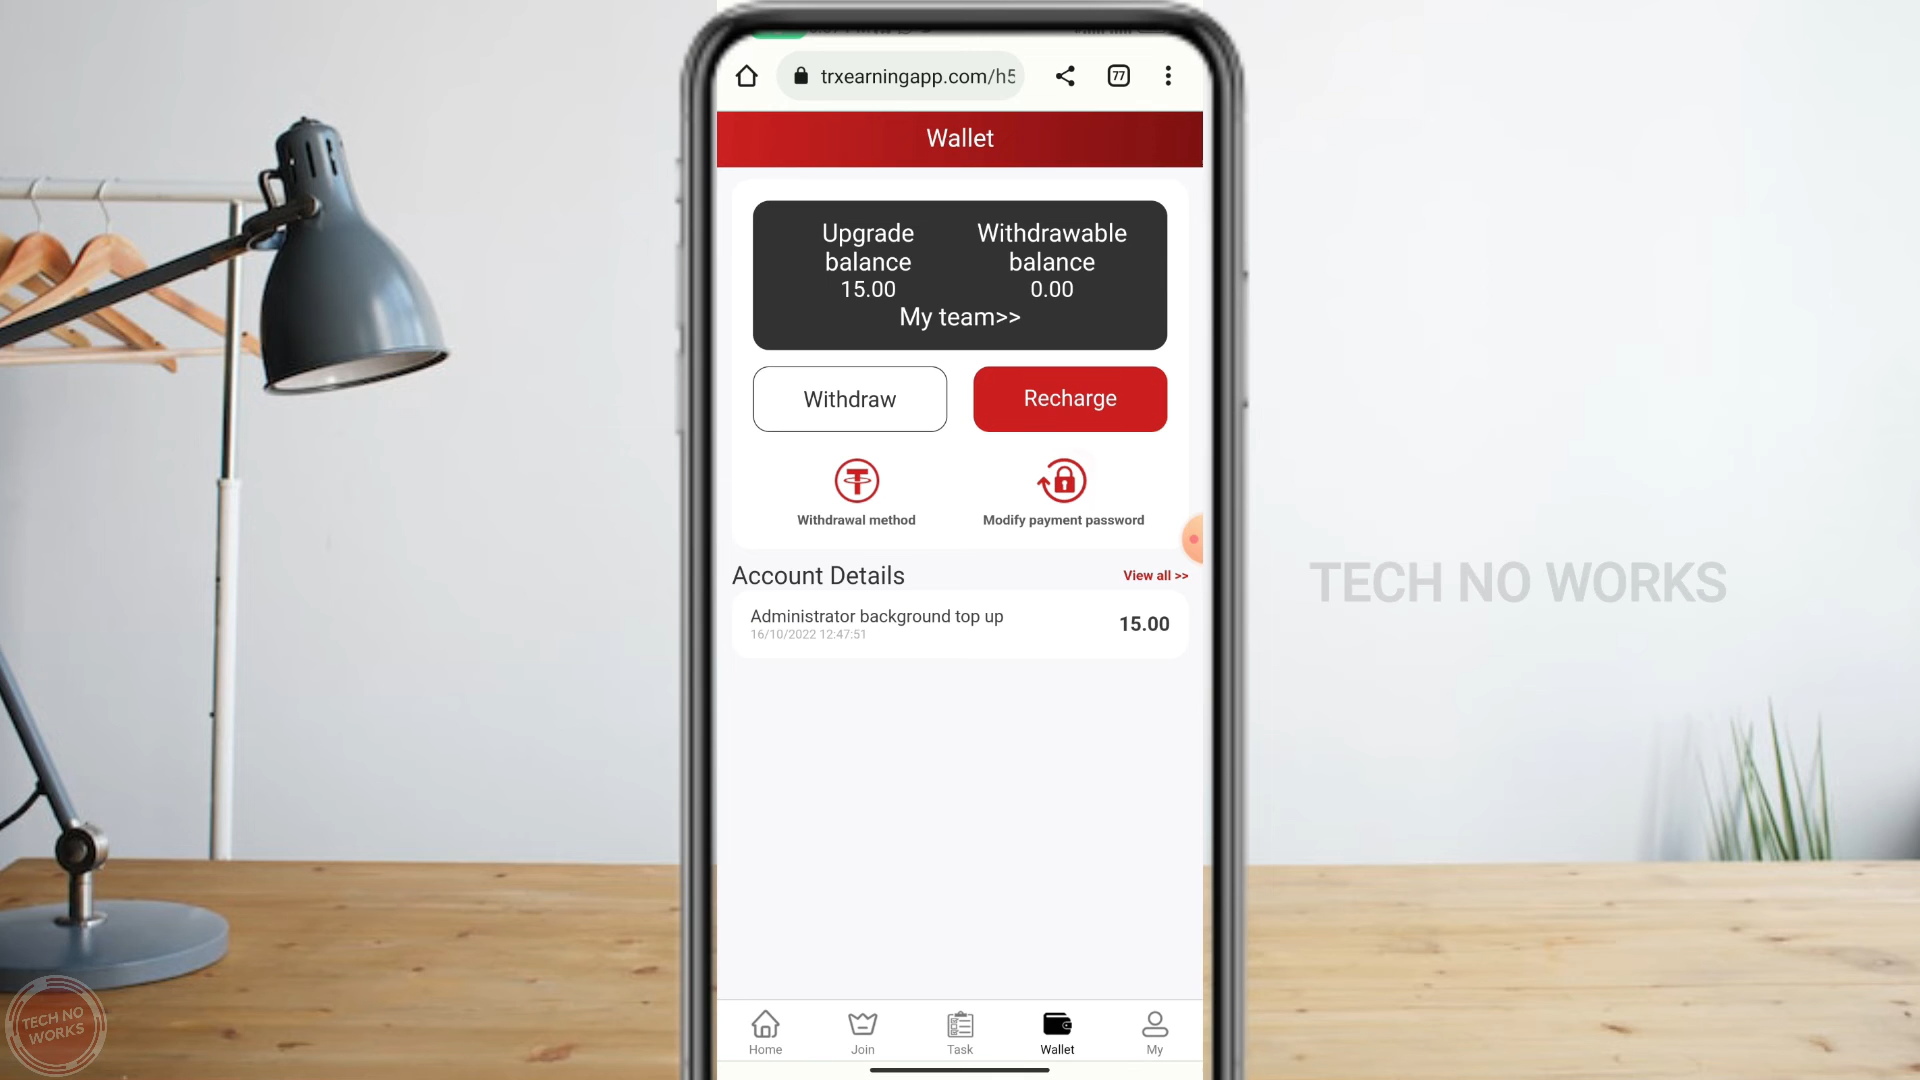 trxearningapp.com/h5
77
Wallet
Upgrade balance
15.00
Withdrawable balance
0.00
My team>>
Withdraw
Recharge
Withdrawal method
Modify payment password
Account Details
View all >>
Administrator background top up
16/10/2022 12:47:51
15.00
TECH NO WORKS
Home
Join
Task
Wallet
My
TECH NO
WORKS